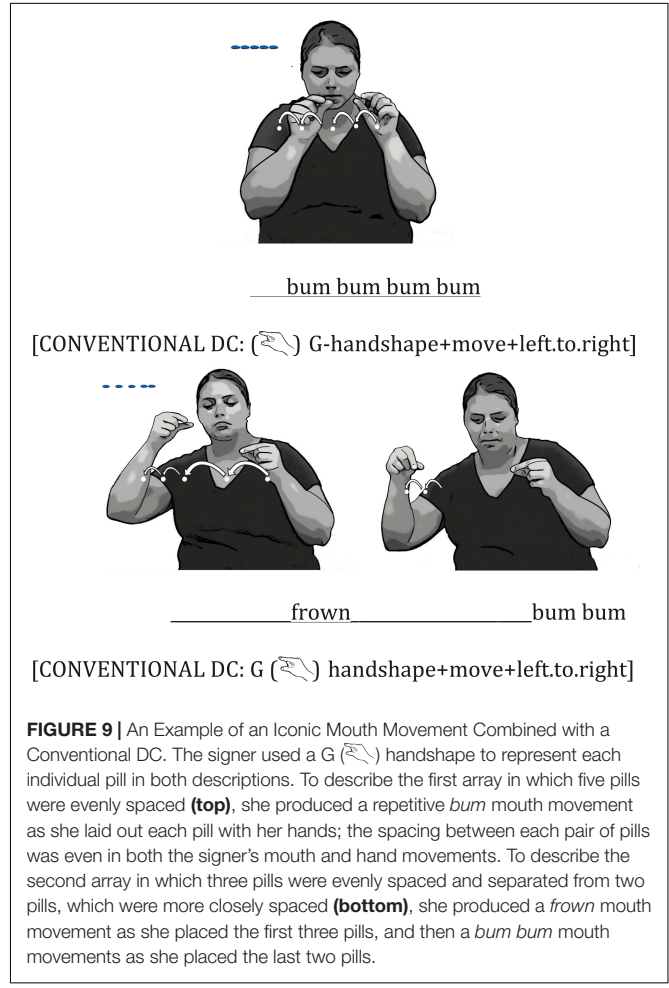 bum bum bum bum
[CONVENTIONAL DC: () G-handshape+move+left.to.right]
frown bum bum
[CONVENTIONAL DC: G () handshape+move+left.to.right]
FIGURE 9 | An Example of an Iconic Mouth Movement Combined with a
Conventional DC. The signer used a G () handshape to represent each
individual pill in both descriptions. To describe the first array in which five pills
were evenly spaced (top), she produced a repetitive bum mouth movement
as she laid out each pill with her hands; the spacing between each pair of pills
was even in both the signer's mouth and hand movements. To describe the
second array in which three pills were evenly spaced and separated from two
pills, which were more closely spaced (bottom), she produced a frown mouth
movement as she placed the first three pills, and then a bum bum mouth
movements as she placed the last two pills.